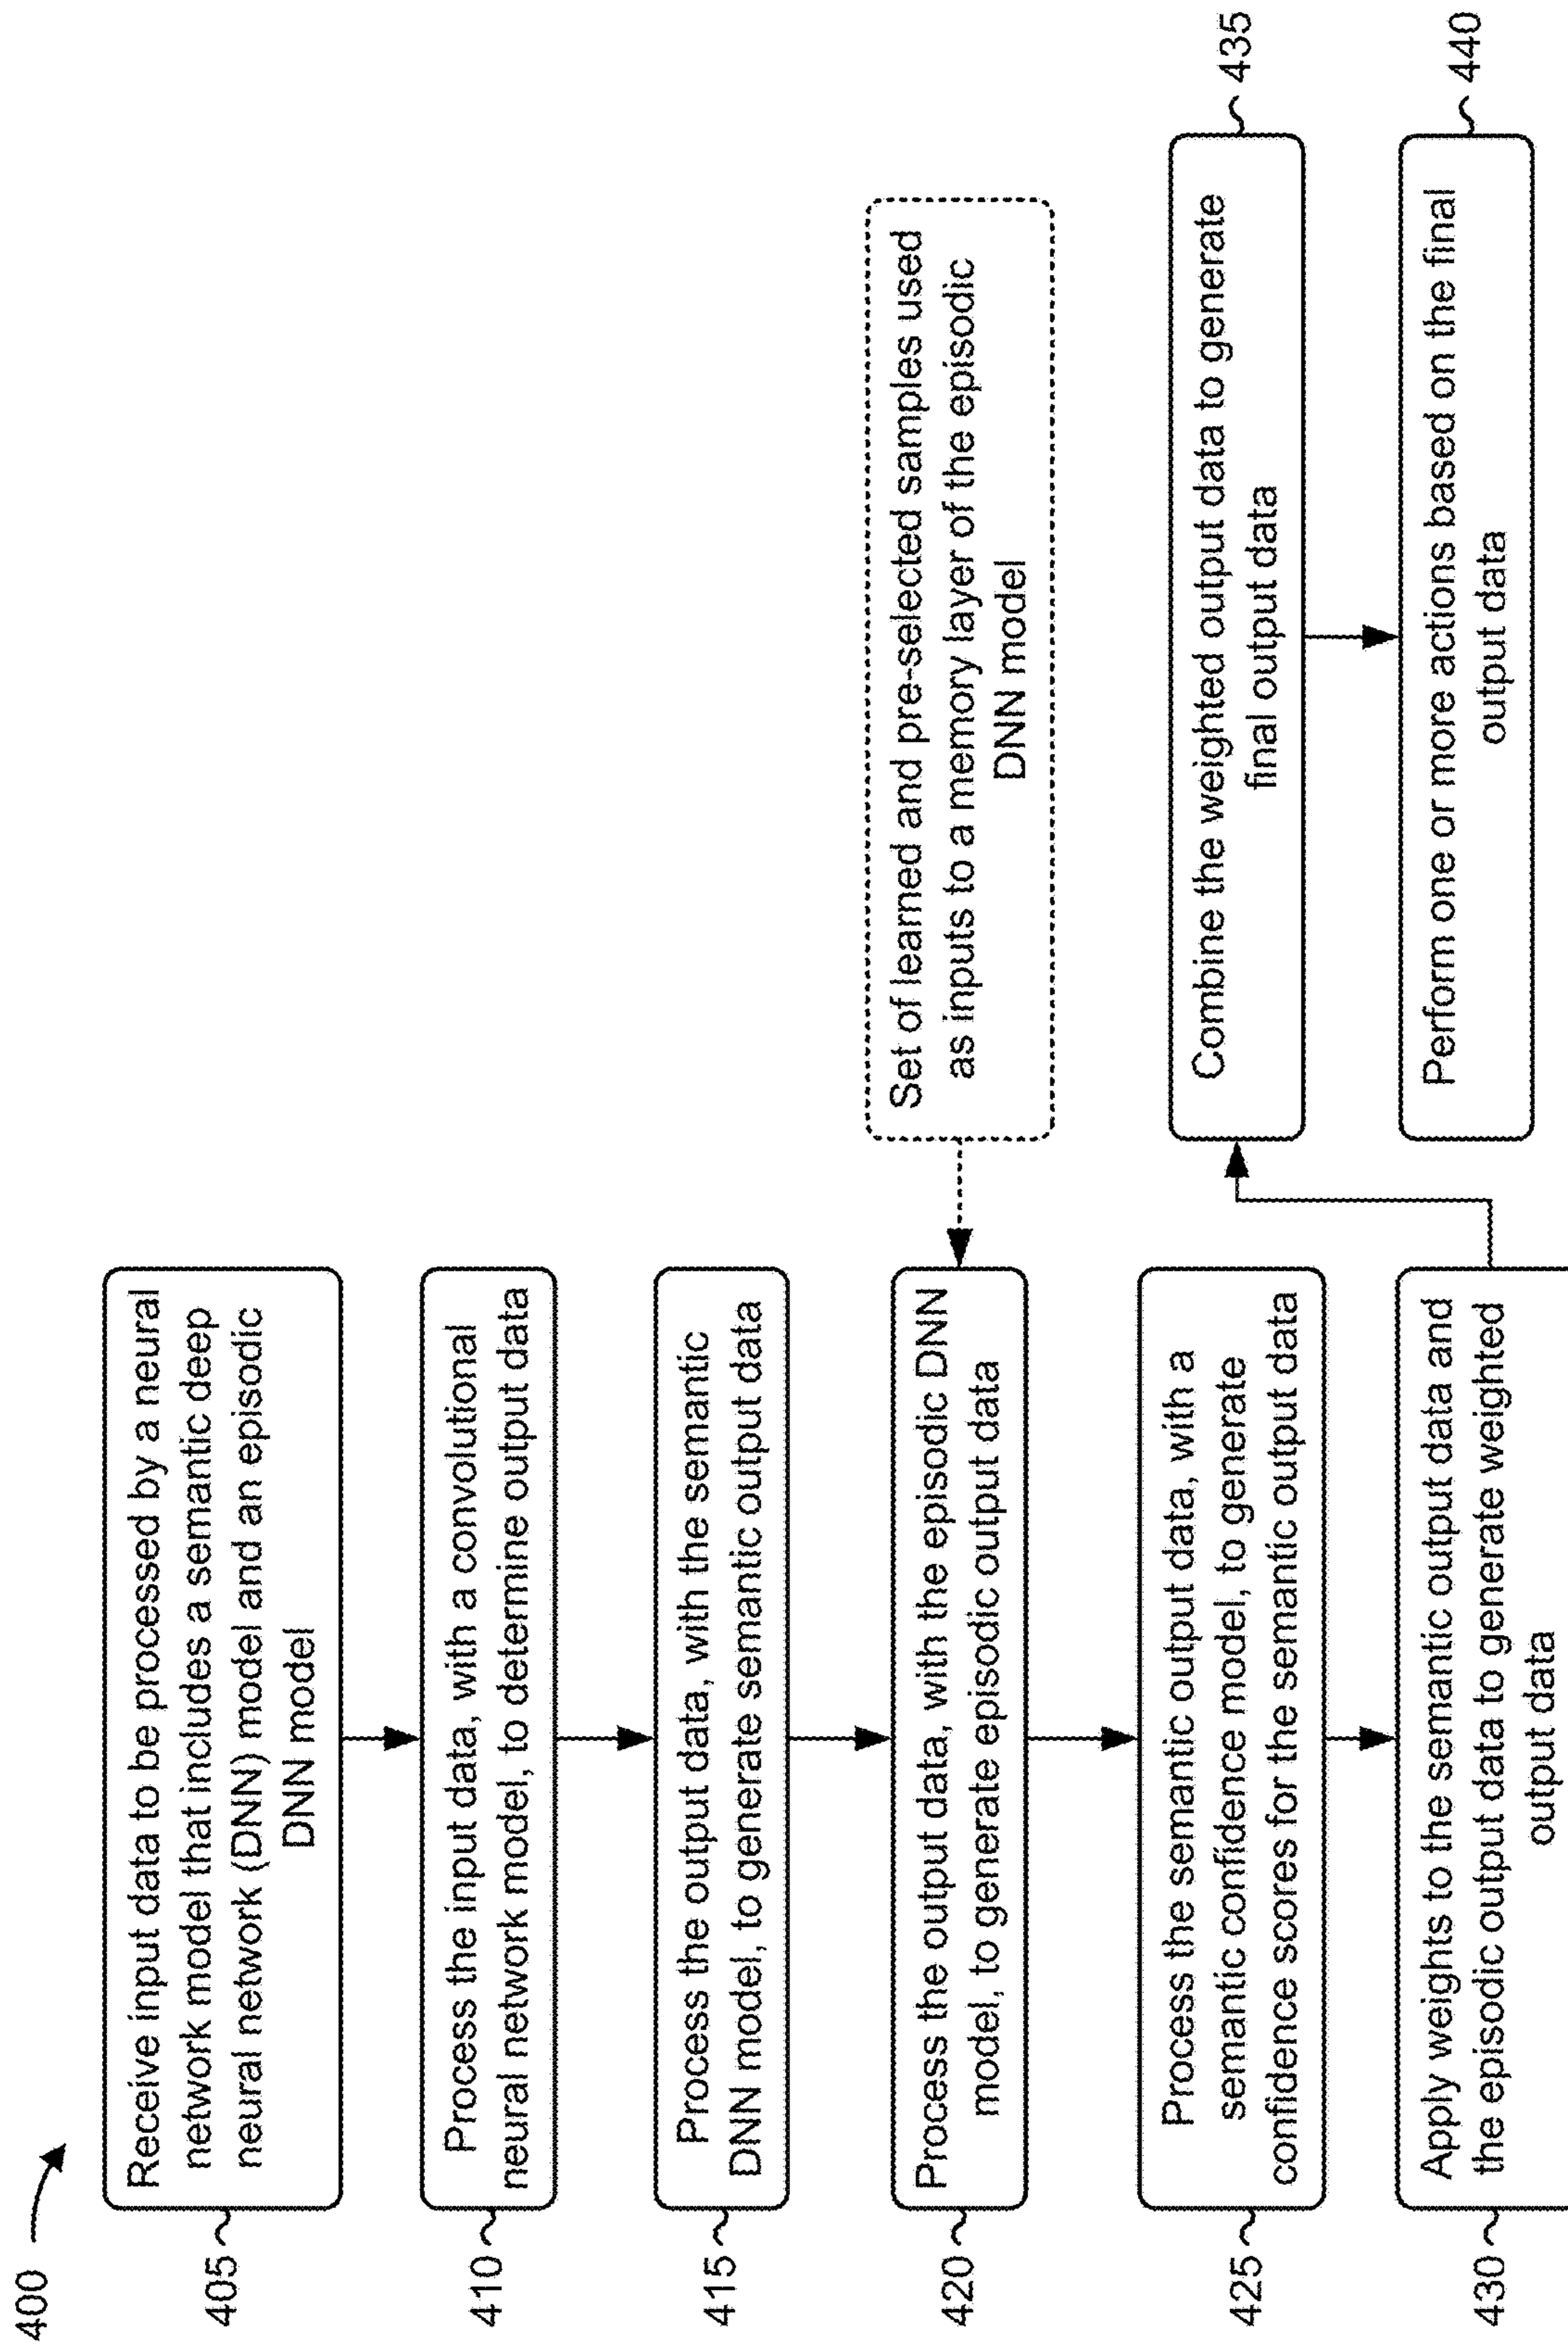 400
405
Receive input data to be processed by a neural
network model that includes a semantic deep
neural network (DNN) model and an episodic
DNN model
410
Process the input data, with a convolutional
neural network model, to determine output data
415
Process the output data, with the semantic
DNN model, to generate semantic output data
420
Process the output data, with the episodic DNN
model, to generate episodic output data
Set of learned and pre-selected samples used
as inputs to a memory layer of the episodic
DNN model
425
Process the semantic output data, with a
semantic confidence model, to generate
confidence scores for the semantic output data
430
Apply weights to the semantic output data and
the episodic output data to generate weighted
output data
Combine the weighted output data to generate
final output data
435
Perform one or more actions based on the final
output data
440